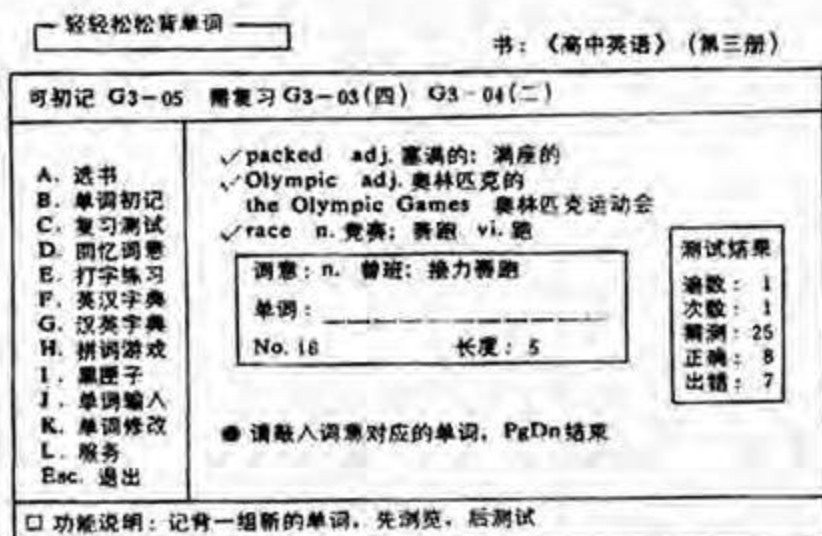 轻轻松松背单词
书：《高中英语》（第三册）
可初记 G3-05 需复习 G3-03(四) G3-04(二)
A. 选书
B. 单词初记
C. 复习测试
D. 回忆词意
E. 打字练习
F. 英汉字典
G. 汉英字典
H. 拼词游戏
I. 黑匣子
J. 单词输入
K. 单词修改
L. 服务
Esc. 退出
✓packed adj. 塞满的; 满座的
✓Olympic adj. 奥林匹克的
the Olympic Games 奥林匹克运动会
✓race n. 竞赛; 赛跑 vi. 跑
词意: n. 替班; 接力赛跑
单词:
No. 16 长度: 5
测试结果
遍数: 1
次数: 1
需测: 25
正确: 8
出错: 7
● 请敲入词意对应的单词, PgDn结束
□ 功能说明: 记背一组新的单词, 先浏览, 后测试